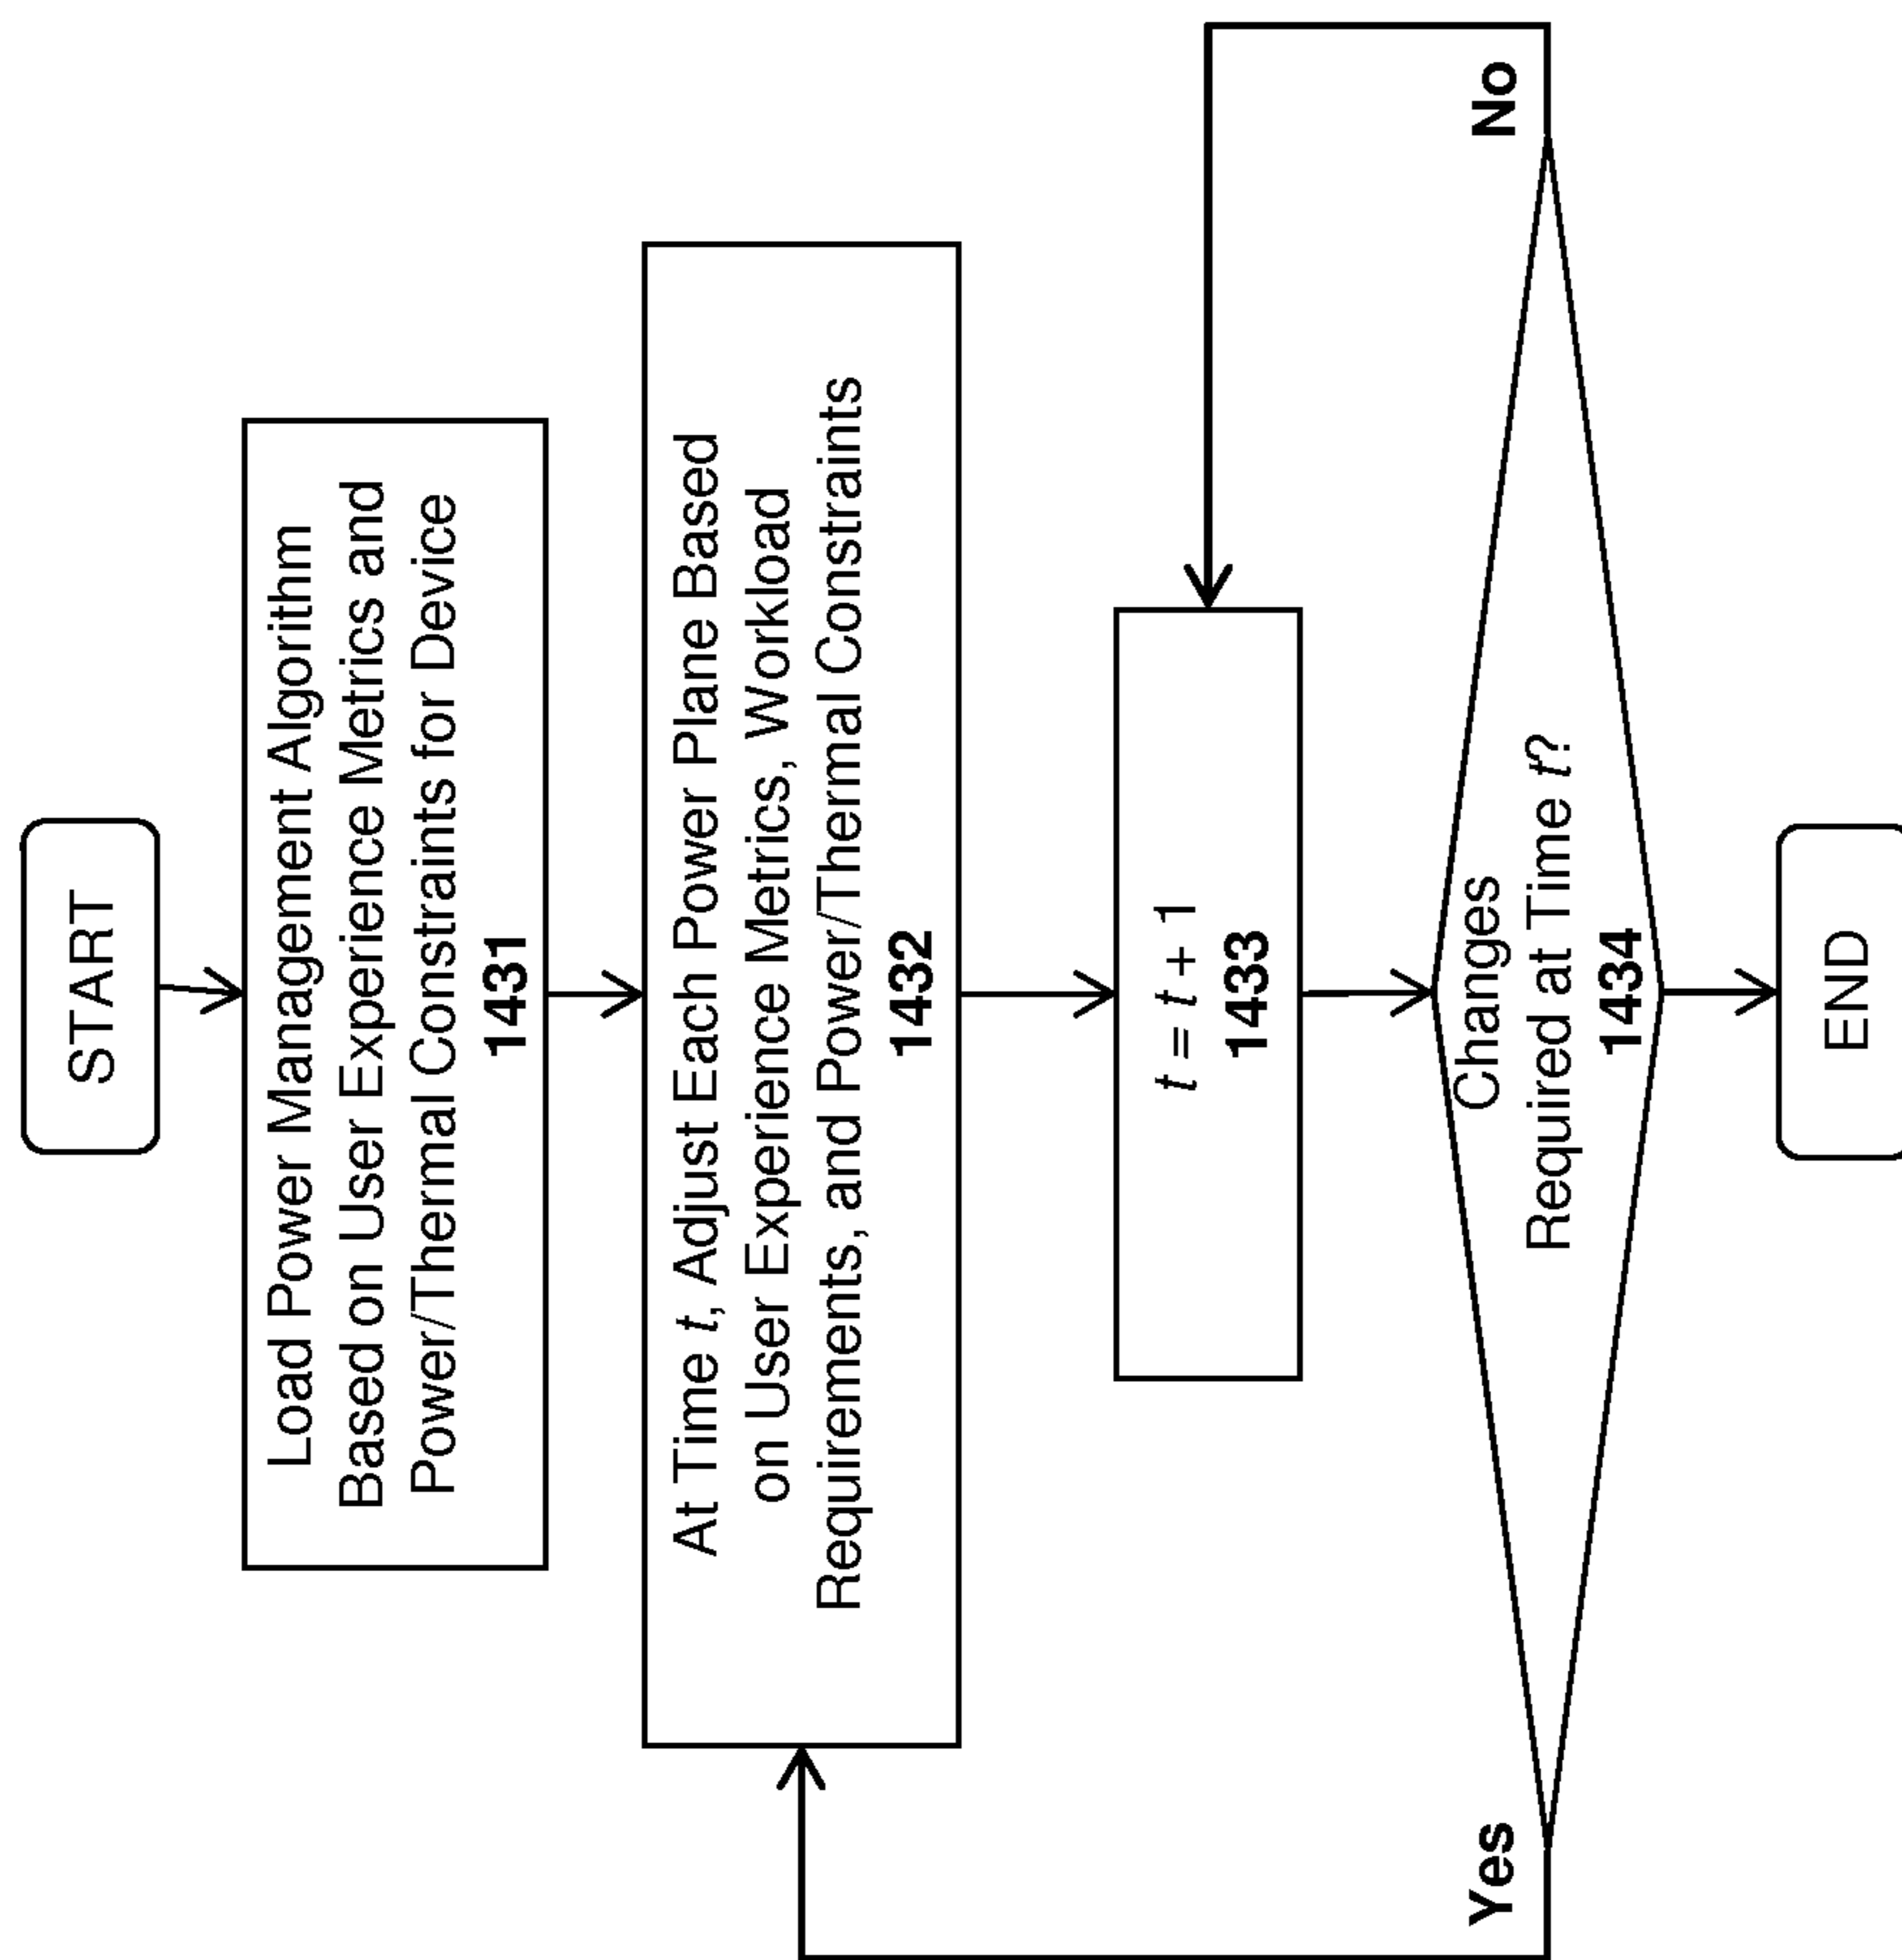 START
Load Power Management Algorithm
Based on User Experience Metrics and
Power/Thermal Constraints for Device
1431
At Time t, Adjust Each Power Plane Based
on User Experience Metrics, Workload
Requirements, and Power/Thermal Constraints
1432
t = t + 1
1433
Changes
Required at Time t?
1434
Yes
No
END